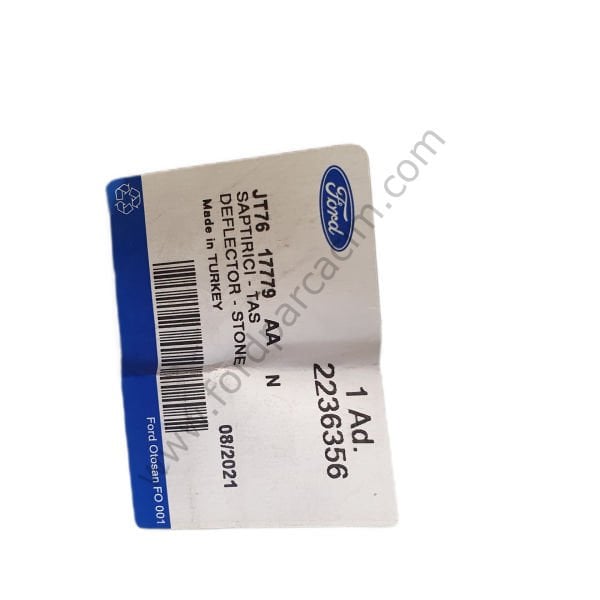 Ford
1 Ad.
2236356
JT76 17779 AA N
SAPTIRICI - TAS
DEFLECTOR - STONE
Made in TURKEY
08/2021
Ford Otosan FO 001
www.fordparcacim.com